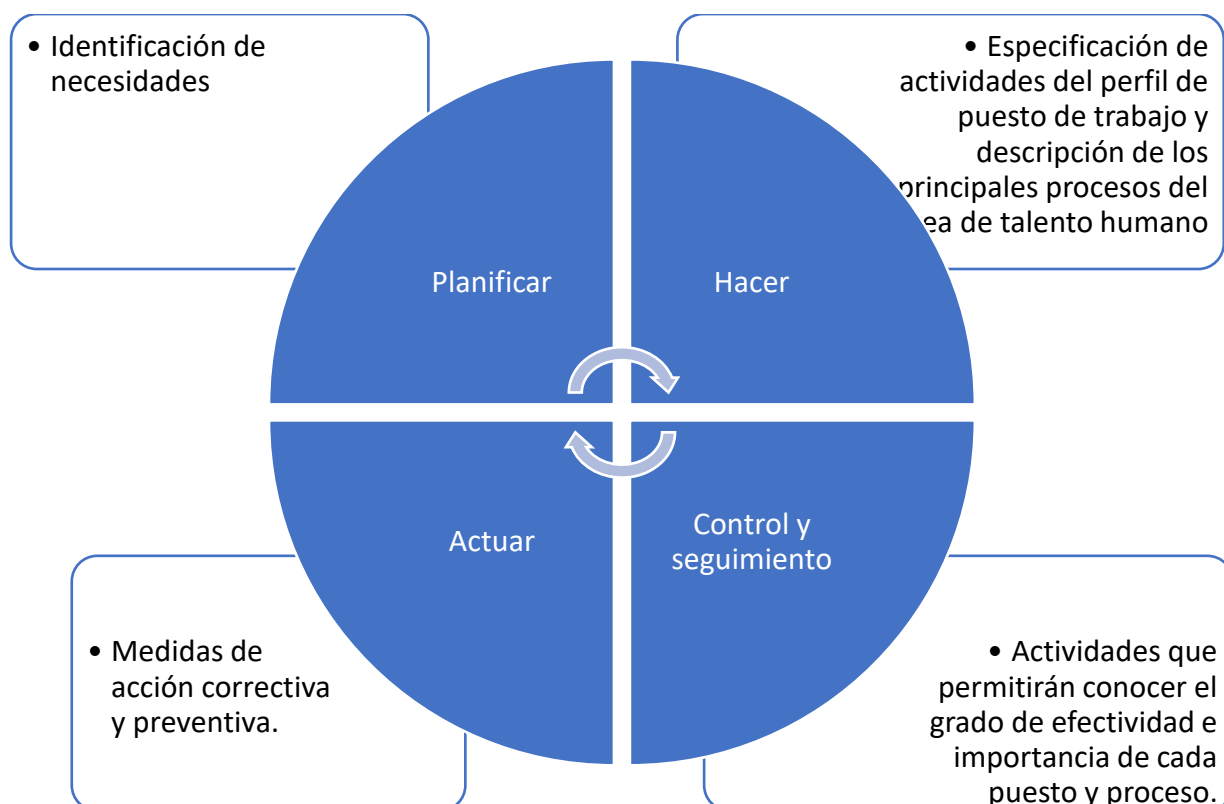 • Identificación de
necesidades
• Especificación de
actividades del perfil de
puesto de trabajo y
descripción de los
principales procesos del
ea de talento humano
Planificar
Hacer
Actuar
Control y
seguimiento
• Medidas de
acción correctiva
y preventiva.
• Actividades que
permitirán conocer el
grado de efectividad e
importancia de cada
puesto y proceso.